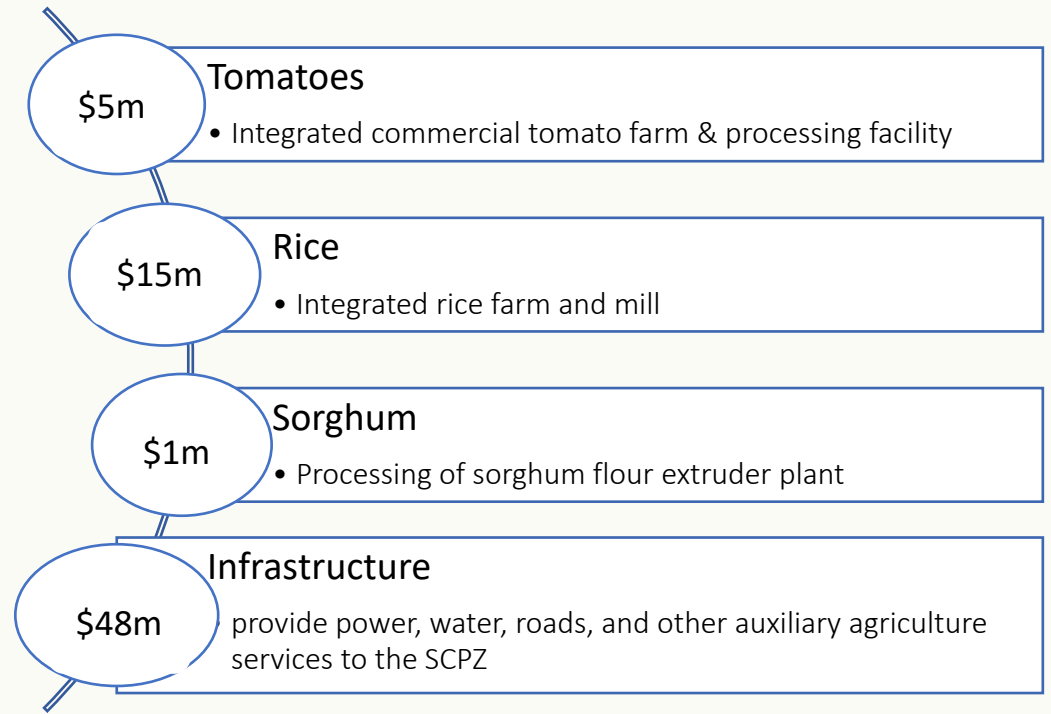 $5m
Tomatoes
• Integrated commercial tomato farm & processing facility
$15m
Rice
• Integrated rice farm and mill
$1m
Sorghum
• Processing of sorghum flour extruder plant
$48m
Infrastructure
• provide power, water, roads, and other auxiliary agriculture
services to the SCPZ